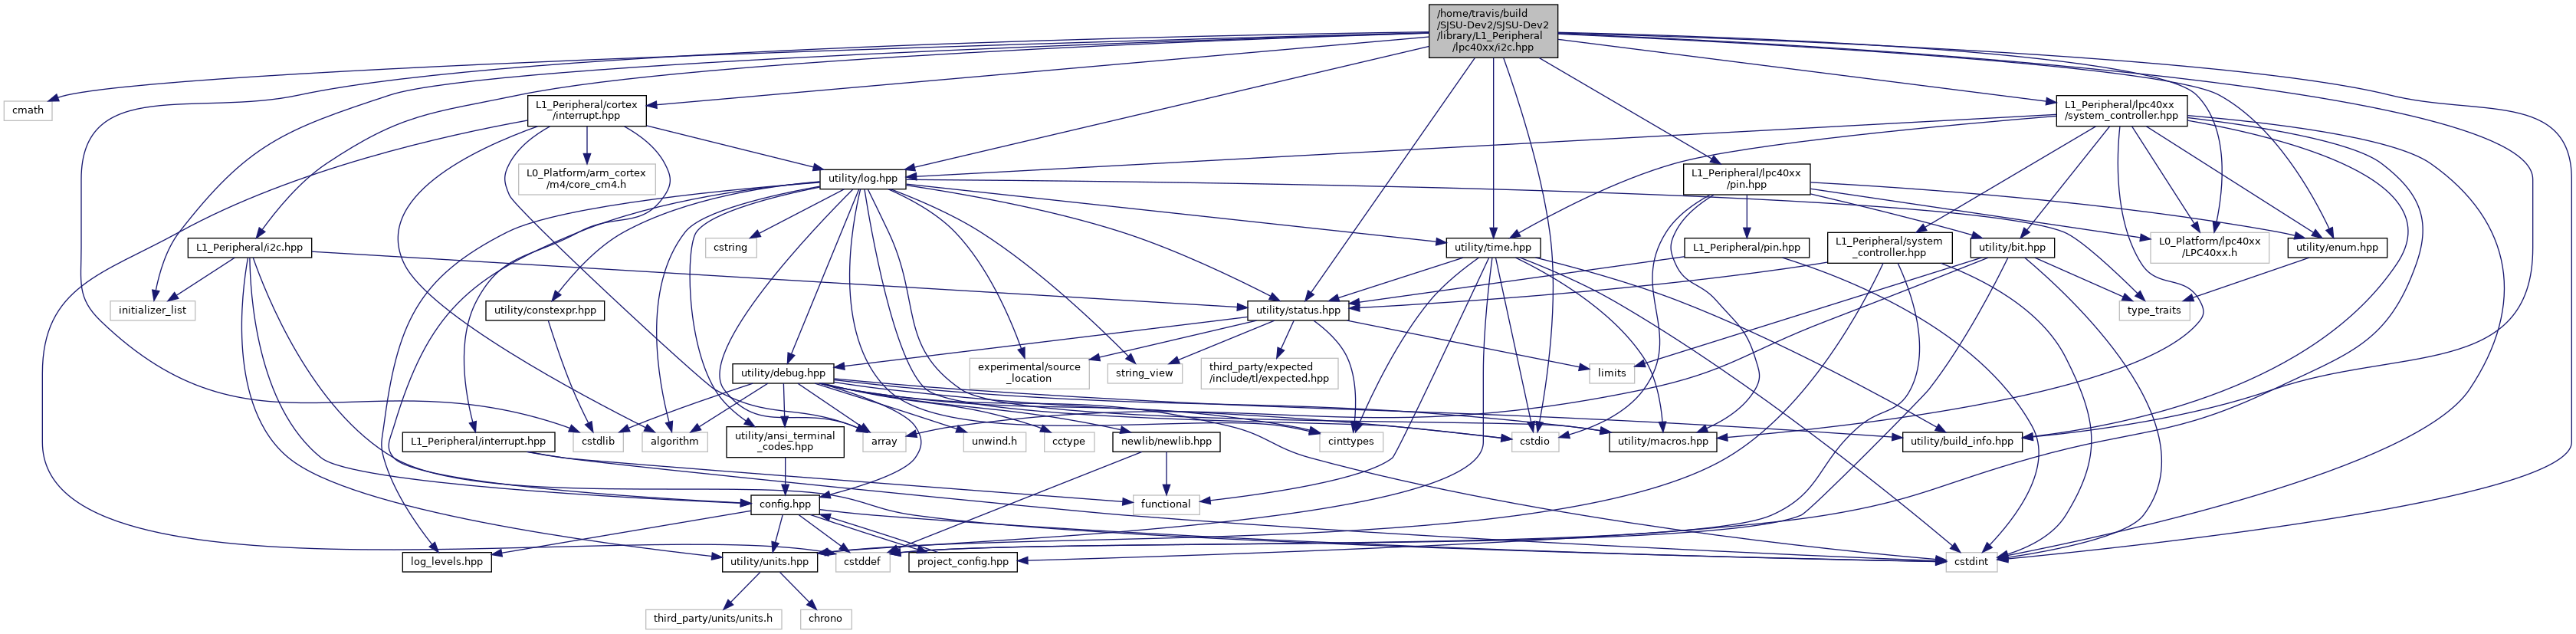 /home/travis/build
/SJSU-Dev2/SJSU-Dev2
/library/L1_Peripheral
/lpc40xx/i2c.hpp
cmath
L1_Peripheral/cortex
/interrupt.hpp
L1_Peripheral/lpc40xx
/system_controller.hpp
L0_Platform/arm_cortex
/m4/core_cm4.h
utility/log.hpp
L1_Peripheral/lpc40xx
/pin.hpp
L1_Peripheral/i2c.hpp
cstring
utility/time.hpp
L1_Peripheral/pin.hpp
L1_Peripheral/system
_controller.hpp
utility/bit.hpp
L0_Platform/lpc40xx
/LPC40xx.h
utility/enum.hpp
initializer_list
utility/constexpr.hpp
utility/status.hpp
type_traits
utility/debug.hpp
experimental/source
_location
string_view
third_party/expected
/include/tl/expected.hpp
limits
L1_Peripheral/interrupt.hpp
cstdlib
algorithm
utility/ansi_terminal
_codes.hpp
array
unwind.h
cctype
newlib/newlib.hpp
cinttypes
cstdio
utility/macros.hpp
utility/build_info.hpp
config.hpp
functional
log_levels.hpp
utility/units.hpp
cstddef
project_config.hpp
cstdint
third_party/units/units.h
chrono